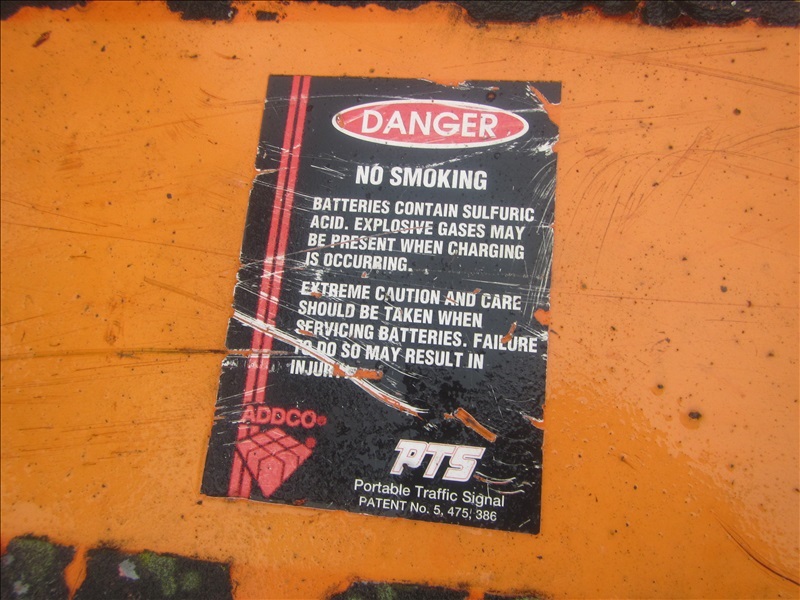 DANGER
NO SMOKING
BATTERIES CONTAIN SULFURIC
ACID. EXPLOSIVE GASES MAY
BE PRESENT WHEN CHARGING
IS OCCURRING.
EXTREME CAUTION AND CARE
SHOULD BE TAKEN WHEN
SERVICING BATTERIES. FAILURE
TO DO SO MAY RESULT IN
INJURY.
ADDCO®
PTS
Portable Traffic Signal
PATENT No. 5, 475, 386